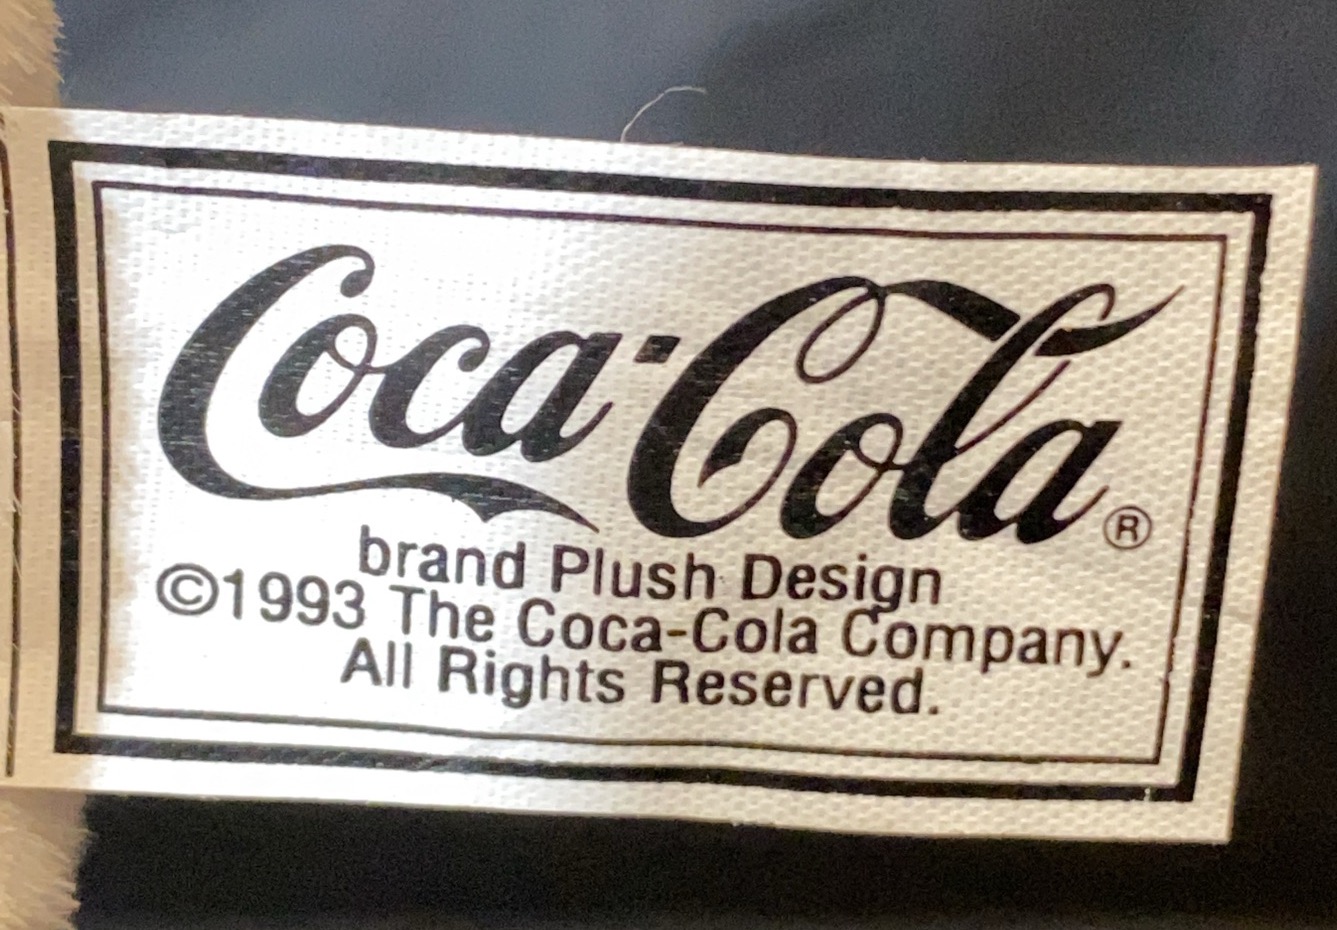 Coca-Cola®
brand Plush Design
©1993 The Coca-Cola Company.
All Rights Reserved.